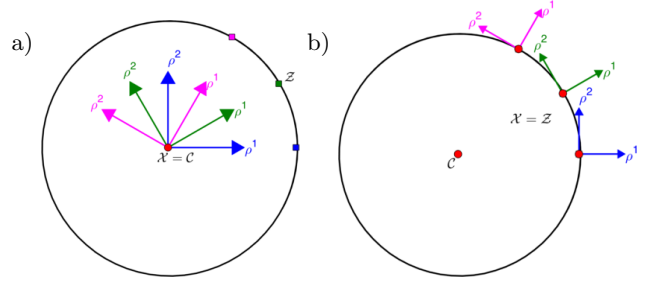 a)
b)
ρ² ρ² ρ² ρ¹ ρ¹ ρ¹
𝒵
𝒳 = 𝒞
ρ² ρ¹ ρ² ρ¹ ρ² ρ¹
𝒳 = 𝒵
𝒞